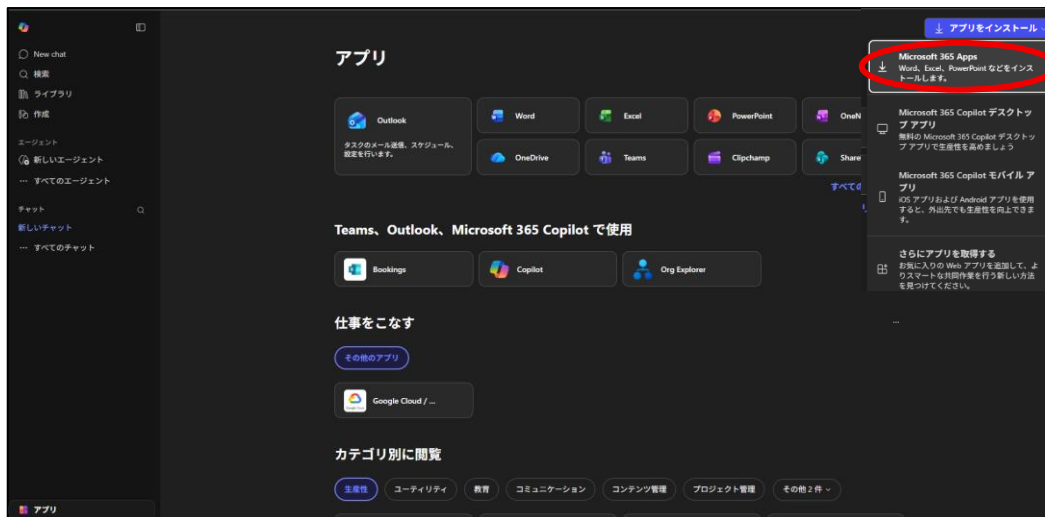 New chat
検索
ライブラリ
作成
エージェント
新しいエージェント
… すべてのエージェント
チャット
新しいチャット
… すべてのチャット
アプリ
アプリ
Outlook
タスクのメール送信、スケジュール、
設定を行います。
Word
Excel
PowerPoint
OneN
OneDrive
Teams
Clipchamp
Share
すべての
Teams、Outlook、Microsoft 365 Copilot で使用
Bookings
Copilot
Org Explorer
仕事をこなす
その他のアプリ
Google Cloud / ...
カテゴリ別に閲覧
生産性
ユーティリティ
教育
コミュニケーション
コンテンツ管理
プロジェクト管理
その他 2 件
アプリをインストール
Microsoft 365 Apps
Word、Excel、PowerPoint などをインス
トールします。
Microsoft 365 Copilot デスクトッ
プ アプリ
無料の Microsoft 365 Copilot デスクトッ
プ アプリで生産性を高めましょう
Microsoft 365 Copilot モバイル ア
プリ
iOS アプリおよび Android アプリを使用
すると、外出先でも生産性を向上できま
す。
さらにアプリを取得する
お気に入りの Web アプリを追加して、よ
りスマートな共同作業を行う新しい方法
を見つけてください。
...